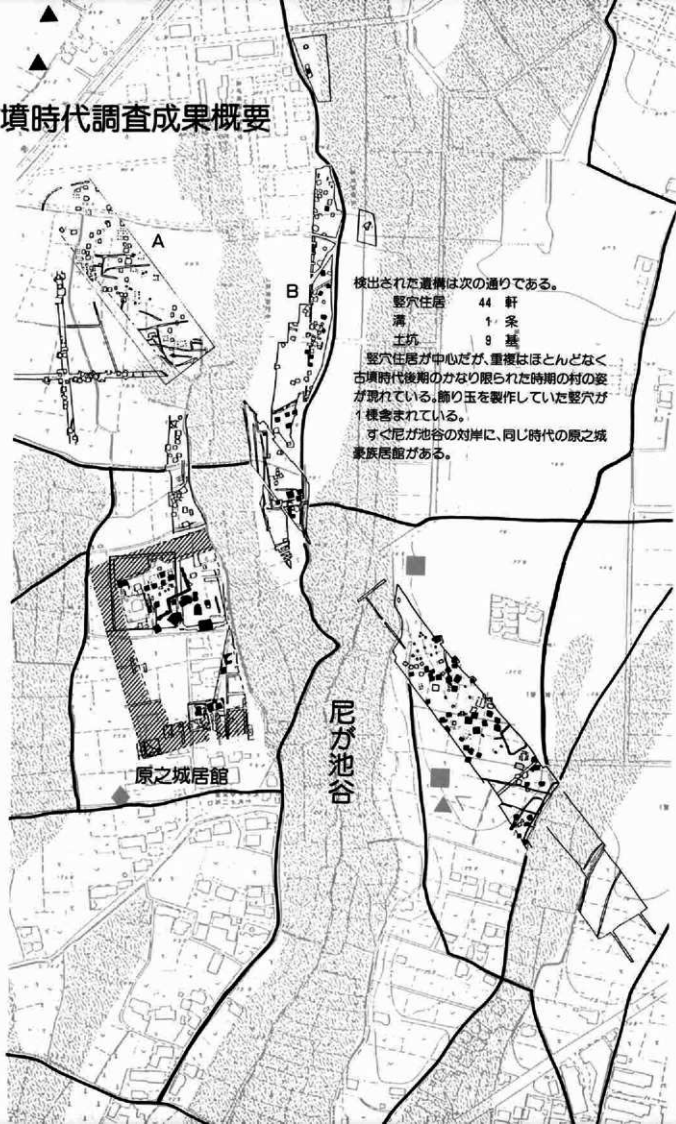 墳時代調査成果概要
A
B
検出された遺構は次の通りである。
竪穴住居 44 軒
溝 1 条
土坑 9 基
竪穴住居が中心だが、重複はほとんどなく
古墳時代後期のかなり限られた時期の村の姿
が現れている。飾り玉を製作していた竪穴が
1棟含まれている。
すぐ尼が池谷の対岸に、同じ時代の原之城
豪族居館がある。
尼が池谷
原之城居館